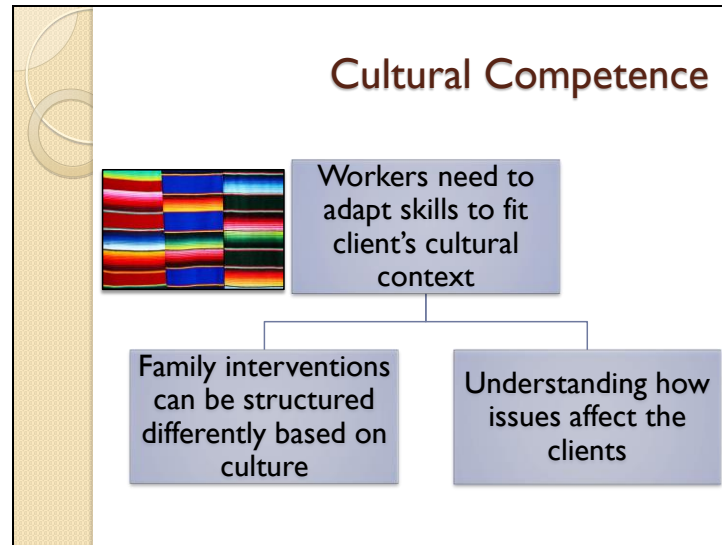 Cultural Competence
Workers need to
adapt skills to fit
client's cultural
context
Family interventions
can be structured
differently based on
culture
Understanding how
issues affect the
clients